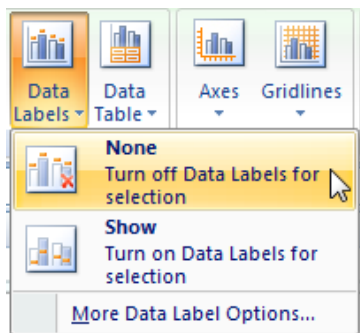 Data Labels
Data Table
Axes
Gridlines
None
Turn off Data Labels for
selection
Show
Turn on Data Labels for
selection
More Data Label Options...